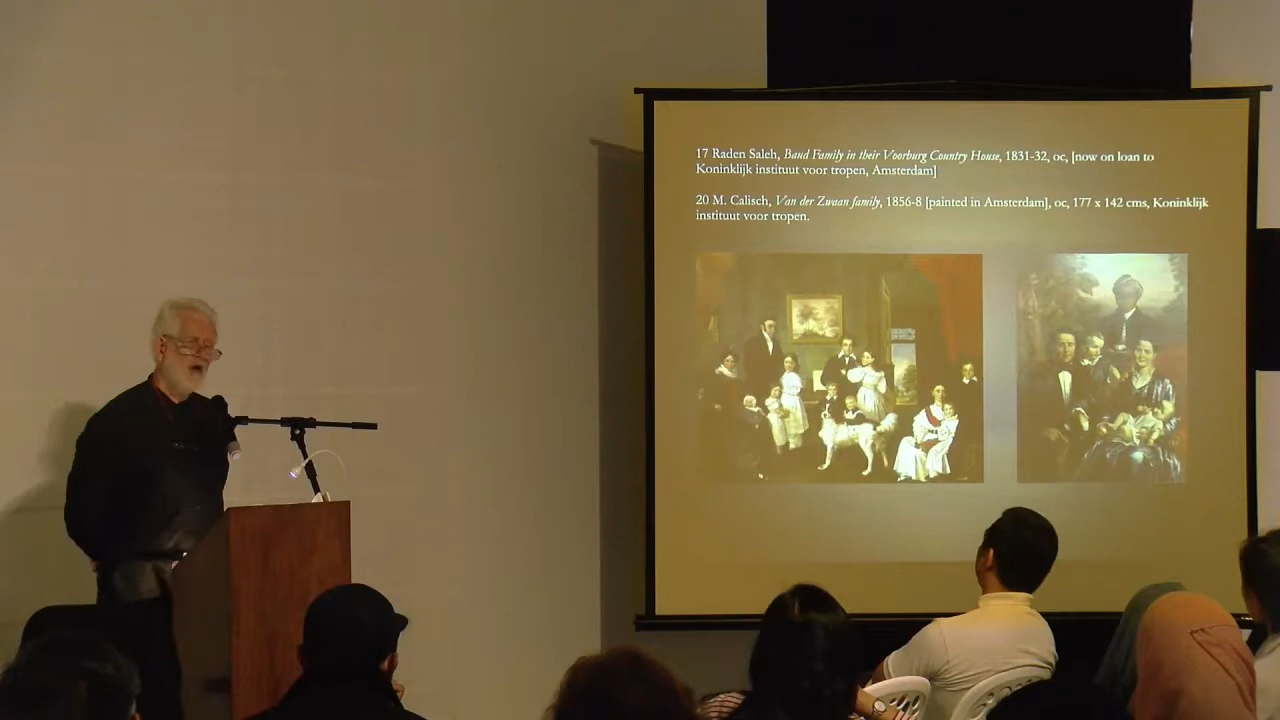 17 Raden Saleh, Baud Family in their Voorburg Country House, 1831-32, oc, [now on loan to
Koninklijk instituut voor tropen, Amsterdam]
20 M. Calisch, Van der Zwaan family, 1856-8 [painted in Amsterdam], oc, 177 x 142 cms, Koninklijk
instituut voor tropen.